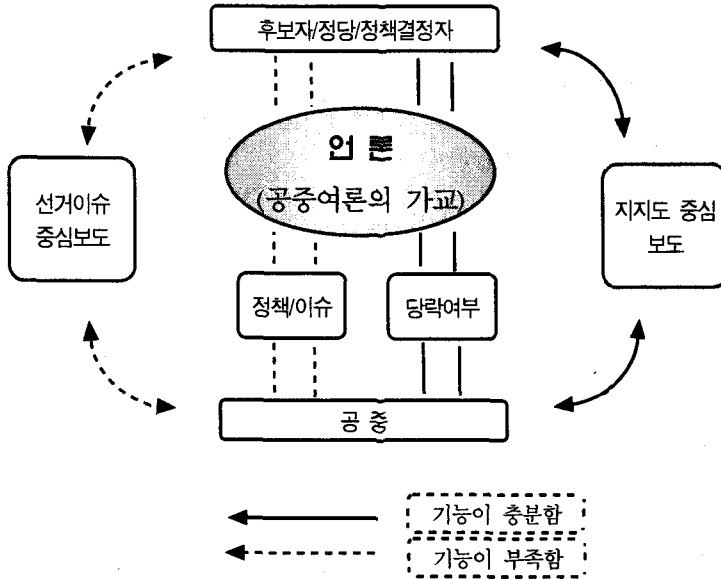 후보자/정당/정책결정자
언 론
(공중여론의 가교)
선거이슈
중심보도
지지도 중심
보도
정책/이슈
당락여부
공 중
기능이 충분함
기능이 부족함